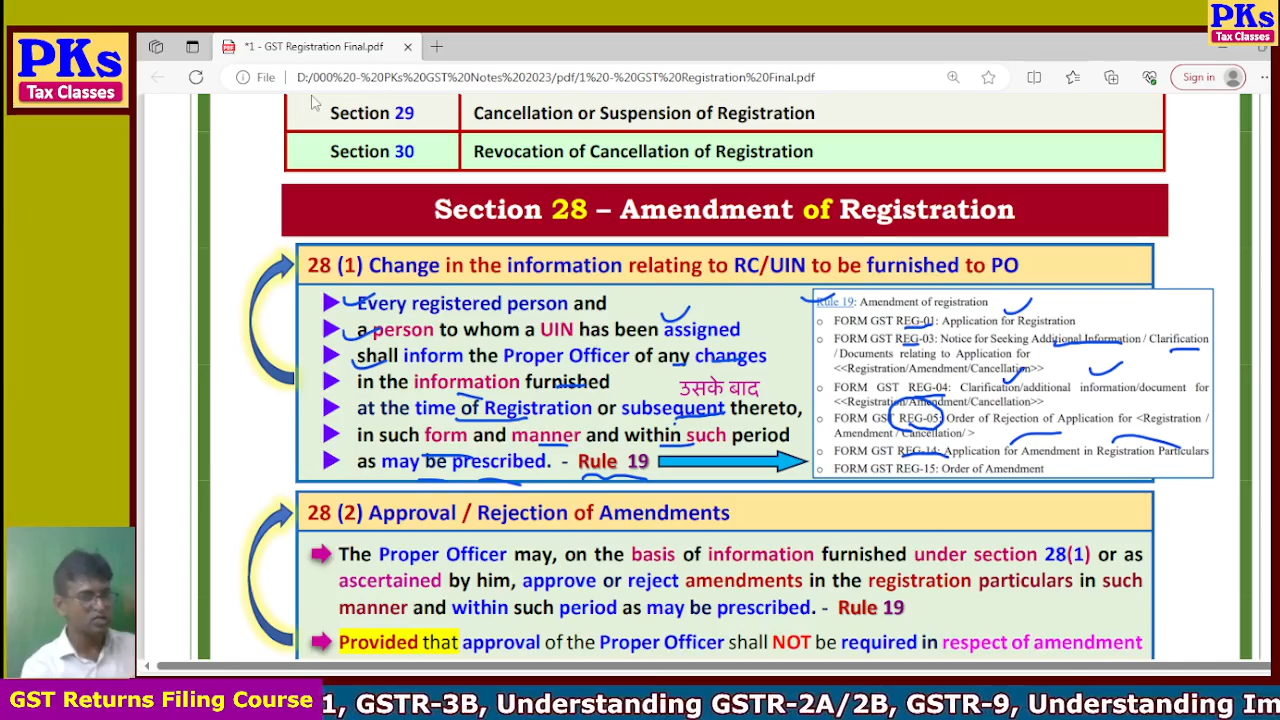 PKs
Tax Classes
PKs
Tax Classes
*1 - GST Registration Final.pdf
File
D:/000%20-%20PKs%20GST%20Notes%202023/pdf/1%20-%20GST%20Registration%20Final.pdf
Sign in
Section 29 Cancellation or Suspension of Registration
Section 30 Revocation of Cancellation of Registration
Section 28 – Amendment of Registration
28 (1) Change in the information relating to RC/UIN to be furnished to PO
Every registered person and
a person to whom a UIN has been assigned
shall inform the Proper Officer of any changes
in the information furnished
उसके बाद
at the time of Registration or subsequent thereto,
in such form and manner and within such period
as may be prescribed. - Rule 19
Rule 19: Amendment of registration
o FORM GST REG-01: Application for Registration
o FORM GST REG-03: Notice for Seeking Additional Information / Clarification
/ Documents relating to Application for
<<Registration/Amendment/Cancellation>>
o FORM GST REG-04: Clarification/additional information/document for
<<Registration/Amendment/Cancellation>>
o FORM GST REG-05: Order of Rejection of Application for <Registration /
Amendment / Cancellation/ >
o FORM GST REG-14: Application for Amendment in Registration Particulars
o FORM GST REG-15: Order of Amendment
28 (2) Approval / Rejection of Amendments
The Proper Officer may, on the basis of information furnished under section 28(1) or as
ascertained by him, approve or reject amendments in the registration particulars in such
manner and within such period as may be prescribed. - Rule 19
Provided that approval of the Proper Officer shall NOT be required in respect of amendment
GST Returns Filing Course
1, GSTR-3B, Understanding GSTR-2A/2B, GSTR-9, Understanding Im